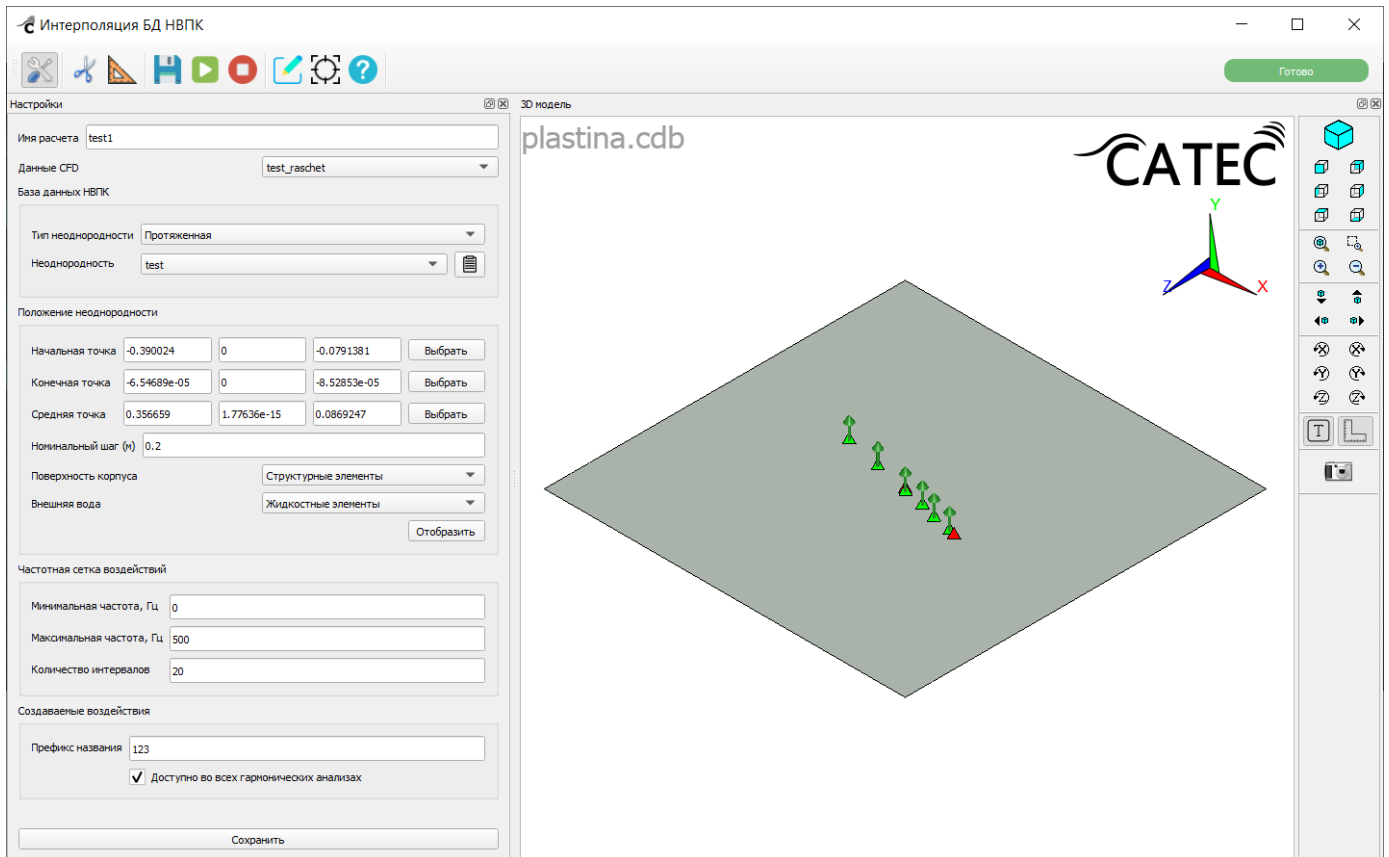 Интерполяция БД НВПК
Готово
Настройки
3D модель
Имя расчета test1
Данные CFD test_raschet
База данных НВПК
Тип неоднородности Протяженная
Неоднородность test
Положение неоднородности
Начальная точка -0.390024 0 -0.0791381 Выбрать
Конечная точка -6.54689e-05 0 -8.52853e-05 Выбрать
Средняя точка 0.356659 1.77636e-15 0.0869247 Выбрать
Номинальный шаг (м) 0.2
Поверхность корпуса Структурные элементы
Внешняя вода Жидкостные элементы
Отобразить
Частотная сетка воздействий
Минимальная частота, Гц 0
Максимальная частота, Гц 500
Количество интервалов 20
Создаваемые воздействия
Префикс названия 123
Доступно во всех гармонических анализах
Сохранить
plastina.cdb
CATEC
Y
Z X
X X
Y Y
Z Z
T